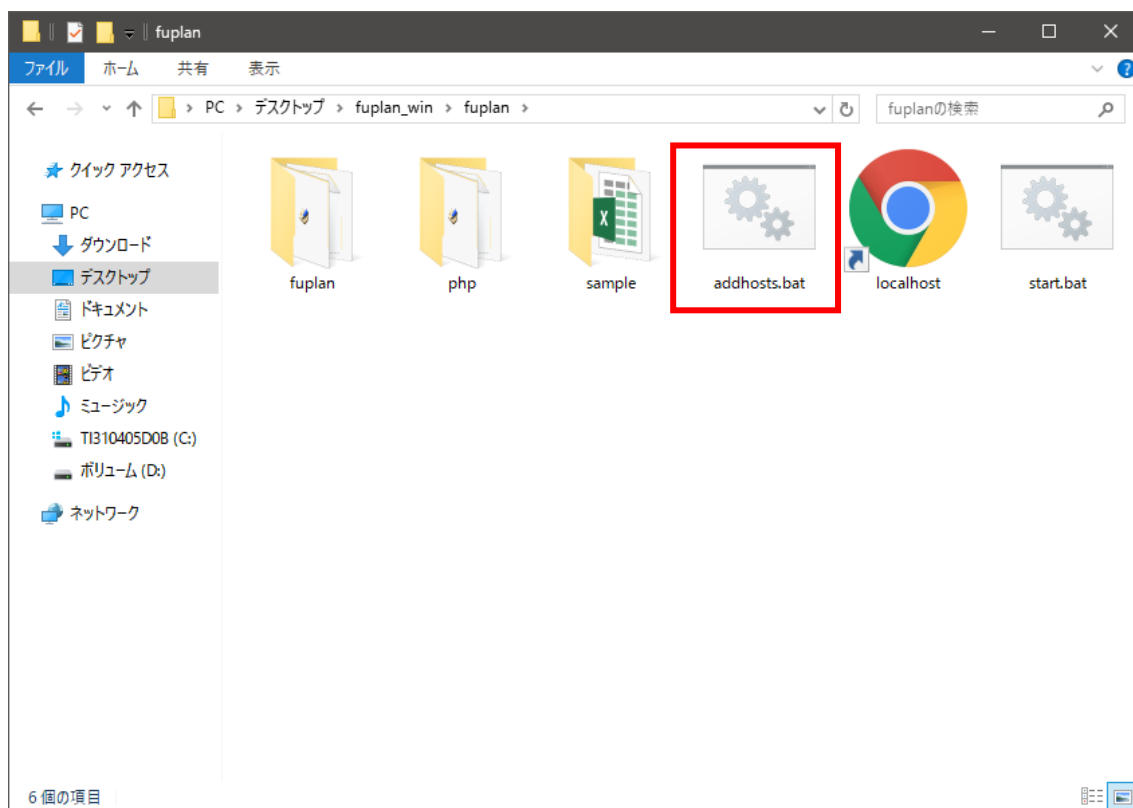 fuplan
ファイル ホーム 共有 表示
PC デスクトップ fuplan_win fuplan fuplanの検索
クイック アクセス
PC
ダウンロード
デスクトップ
ドキュメント
ピクチャ
ビデオ
ミュージック
TI310405D0B (C:)
ボリューム (D:)
ネットワーク
fuplan php sample addhosts.bat localhost start.bat
6 個の項目